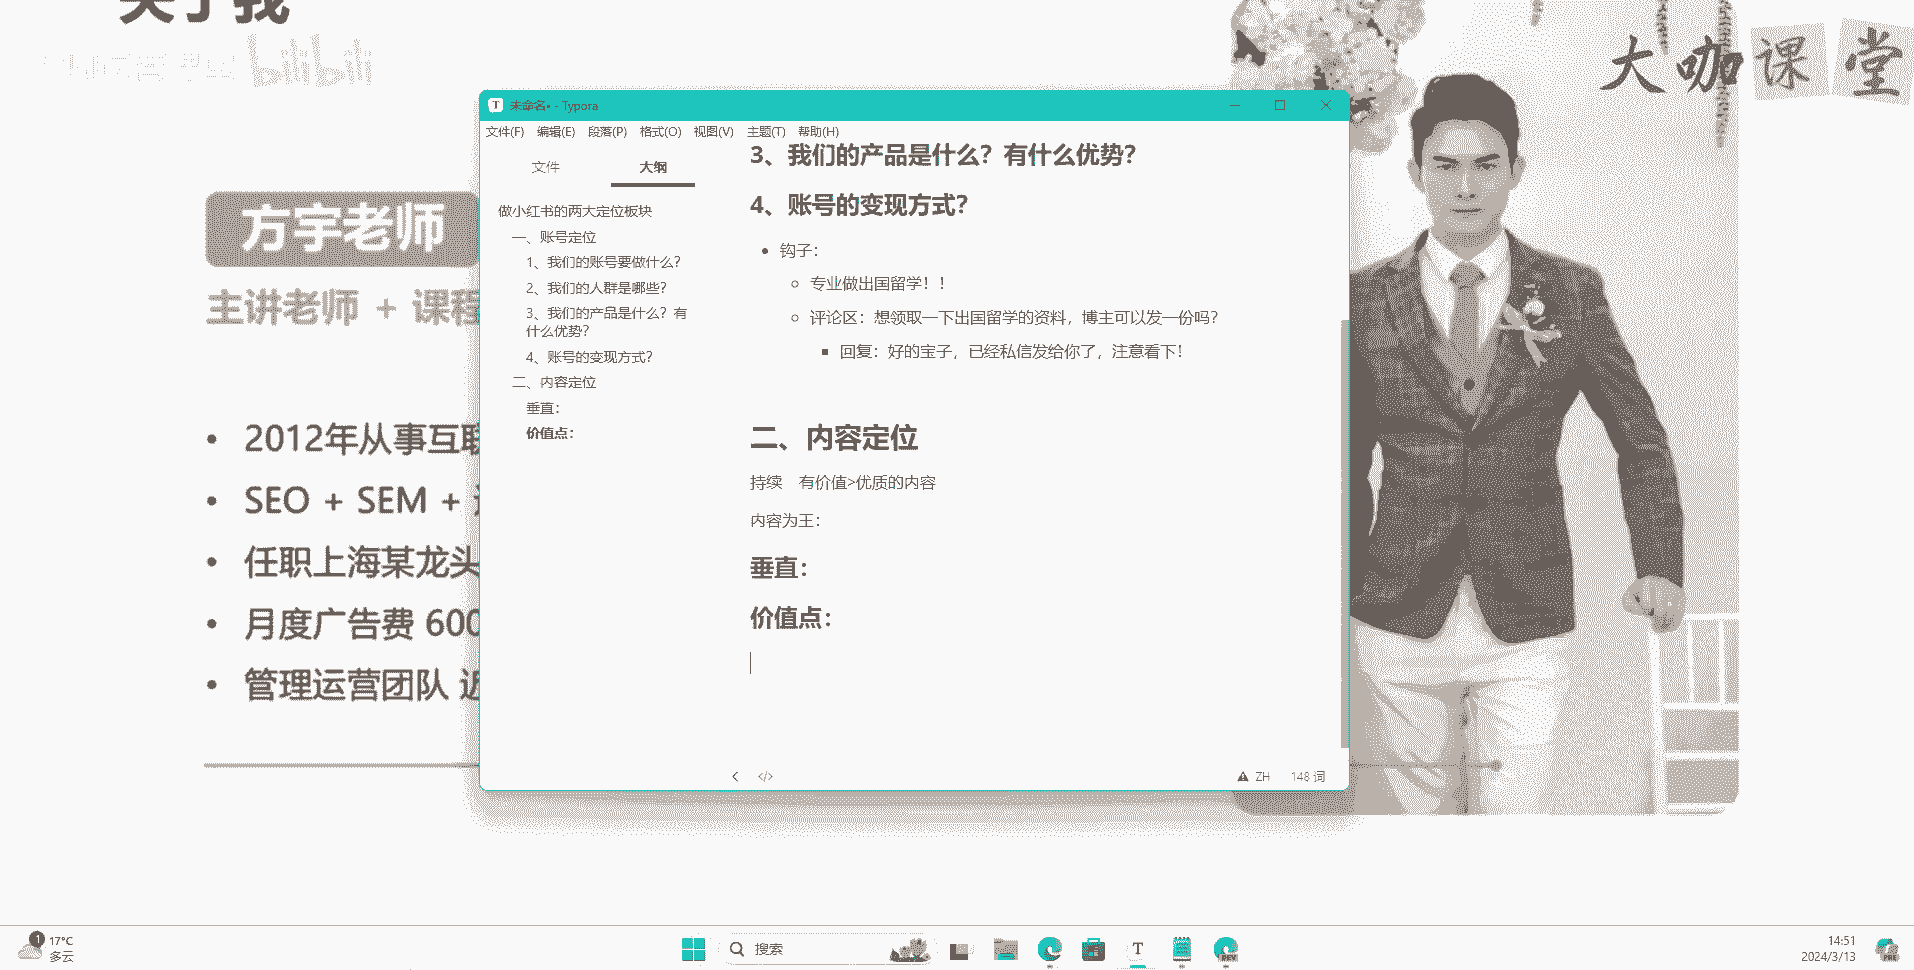 关于我
bilibili
大咖课堂
方宇老师
主讲老师 + 课程
2012年从事互联
SEO + SEM +
任职上海某龙头
月度广告费 600
管理运营团队 近
未命名• - Typora
文件(F) 编辑(E) 段落(P) 格式(O) 视图(V) 主题(T) 帮助(H)
文件 大纲
做小红书的两大定位板块
一、账号定位
1、我们的账号要做什么？
2、我们的人群是哪些？
3、我们的产品是什么？有
什么优势？
4、账号的变现方式？
二、内容定位
垂直：
价值点：
3、我们的产品是什么？有什么优势？
4、账号的变现方式？
钩子：
专业做出国留学！！
评论区：想领取一下出国留学的资料，博主可以发一份吗？
回复：好的宝子，已经私信发给你了，注意看下！
二、内容定位
持续 有价值>优质的内容
内容为王：
垂直：
价值点：
ZH 148 词
1
17°C
多云
搜索
T
DEV
14:51
2024/3/13
PRE